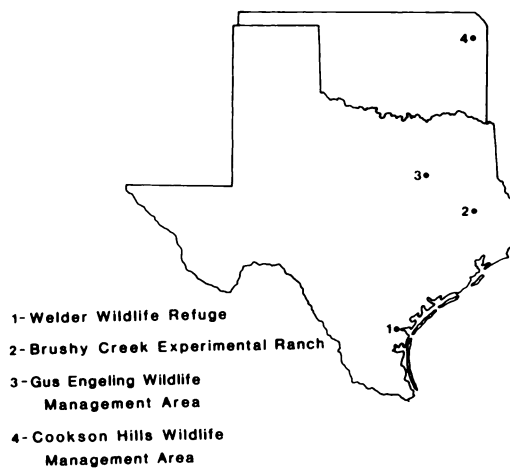 4
3
2
1
1-Welder Wildlife Refuge
2-Brushy Creek Experimental Ranch
3-Gus Engeling Wildlife
Management Area
4-Cookson Hills Wildlife
Management Area